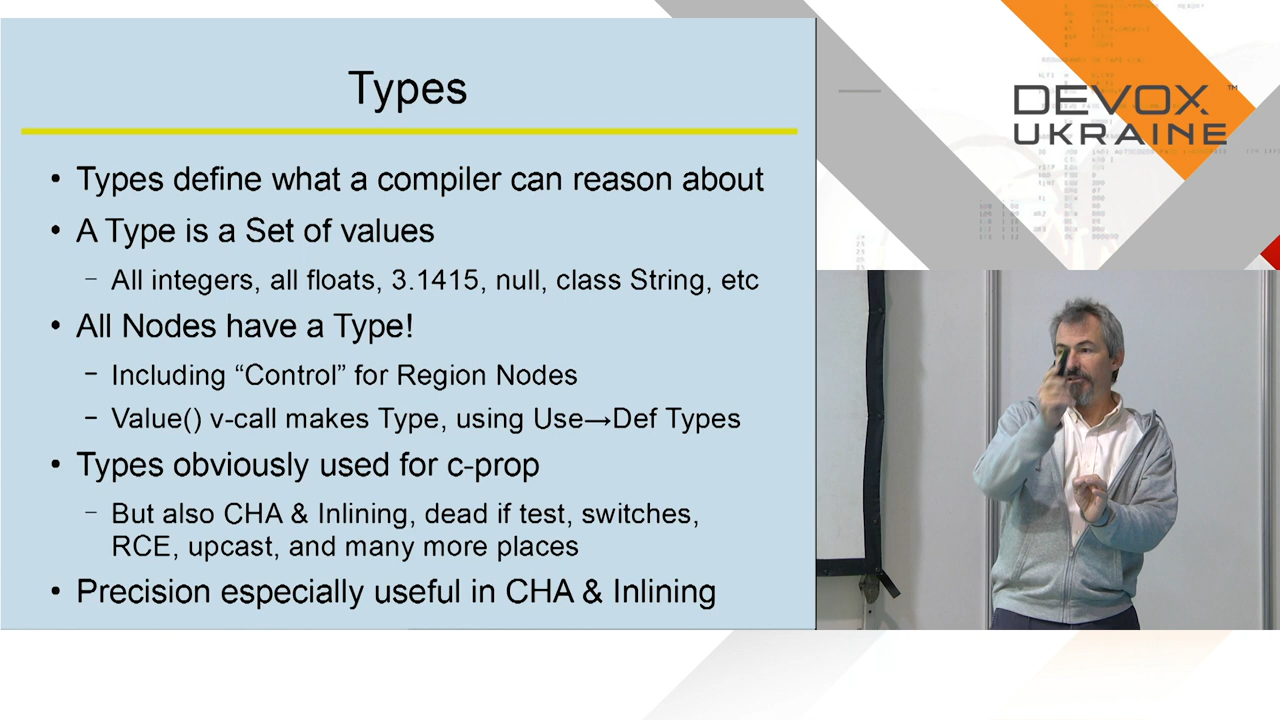 Types
• Types define what a compiler can reason about
• A Type is a Set of values
– All integers, all floats, 3.1415, null, class String, etc
• All Nodes have a Type!
– Including “Control” for Region Nodes
– Value() v-call makes Type, using Use→Def Types
• Types obviously used for c-prop
– But also CHA & Inlining, dead if test, switches,
RCE, upcast, and many more places
• Precision especially useful in CHA & Inlining
DEVOX™
UKRAINE